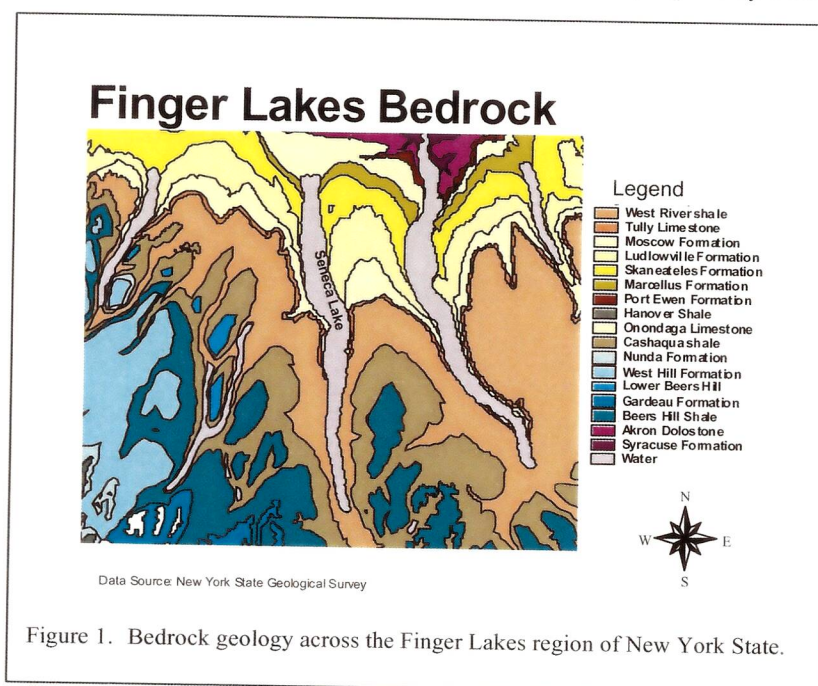 Finger Lakes Bedrock
Seneca Lake
Legend
West River shale
Tully Limestone
Moscow Formation
Ludlowville Formation
Skaneateles Formation
Marcellus Formation
Port Ewen Formation
Hanover Shale
Onondaga Limestone
Cashaqua shale
Nunda Formation
West Hill Formation
Lower Beers Hill
Gardeau Formation
Beers Hill Shale
Akron Dolostone
Syracuse Formation
Water
N
W E
S
Data Source: New York State Geological Survey
Figure 1. Bedrock geology across the Finger Lakes region of New York State.